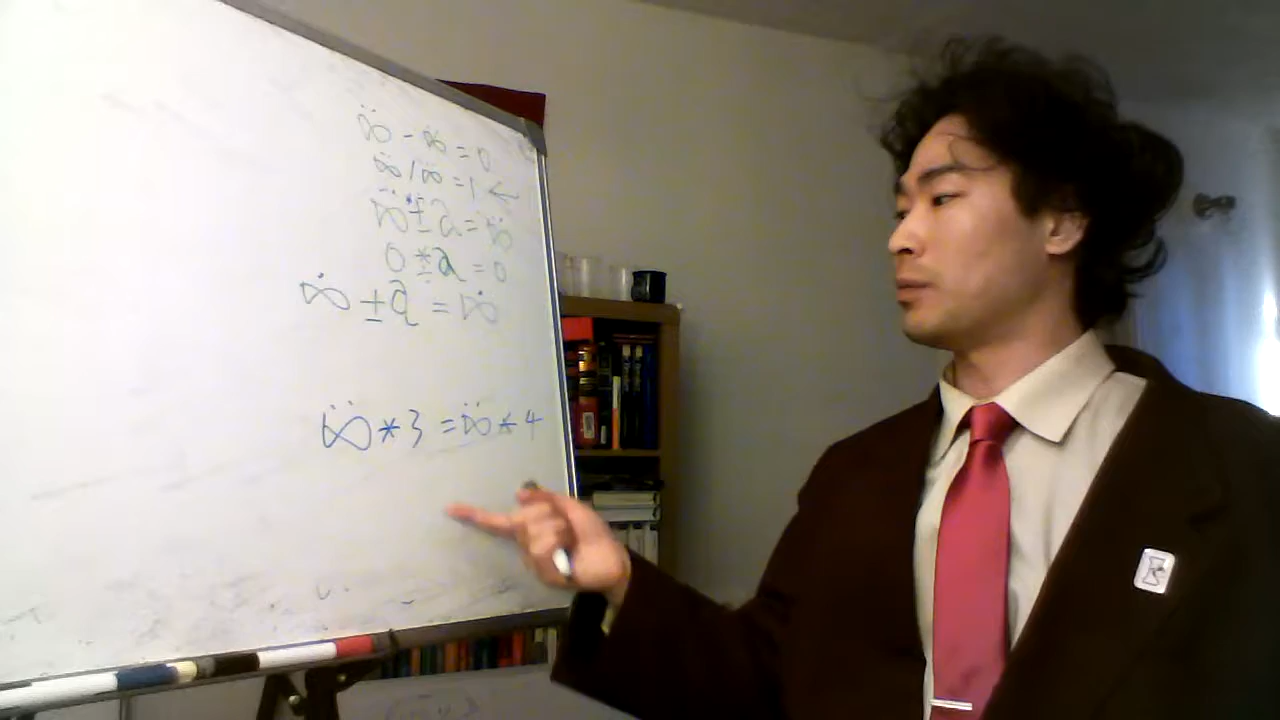 ∞̈ - ∞̈ = 0
∞̈ / ∞̈ = 1 ←
∞̈ *± a = ∞̈
0 *± a = 0
∞̇ ± a = ∞̇
∞̈ * 3 = ∞̈ * 4